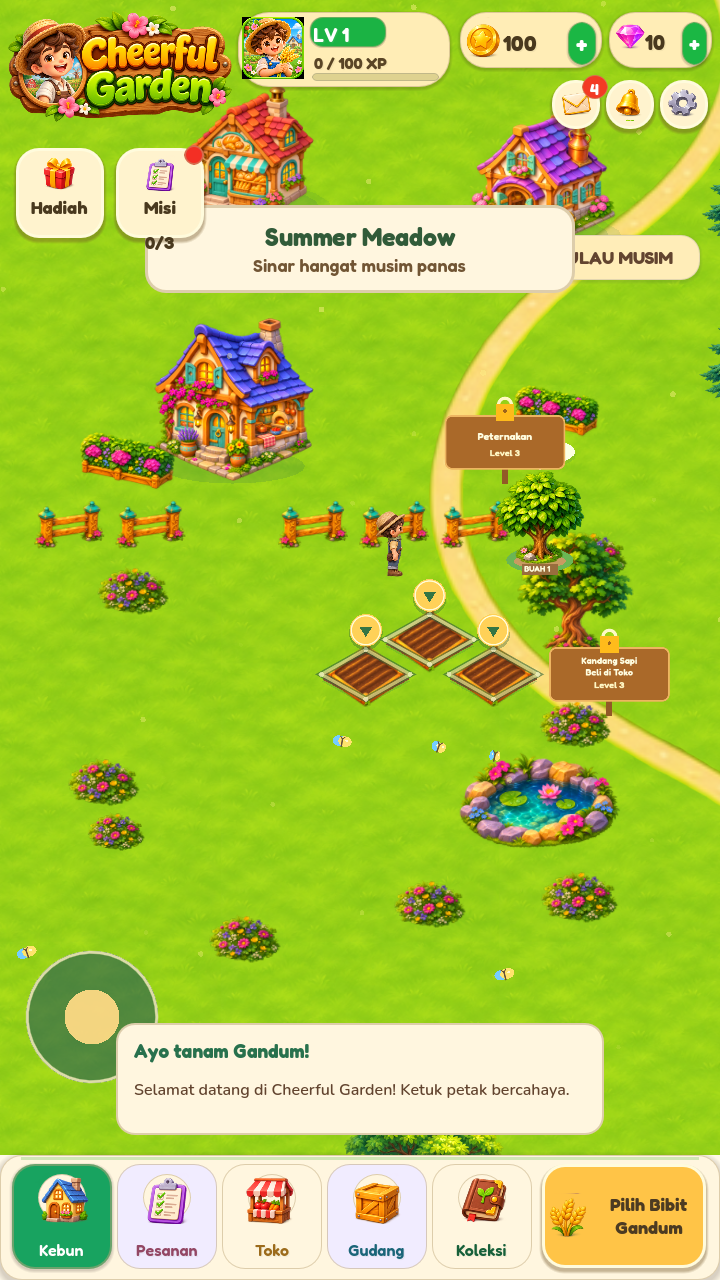 Cheerful
Garden
LV 1
0 / 100 XP
100
+
10
+
4
Hadiah
Misi
0/3
Summer Meadow
Sinar hangat musim panas
ULAU MUSIM
Peternakan
Level 3
BUAH 1
Kandang Sapi
Beli di Toko
Level 3
Ayo tanam Gandum!
Selamat datang di Cheerful Garden! Ketuk petak bercahaya.
Kebun
Pesanan
Toko
Gudang
Koleksi
Pilih Bibit
Gandum